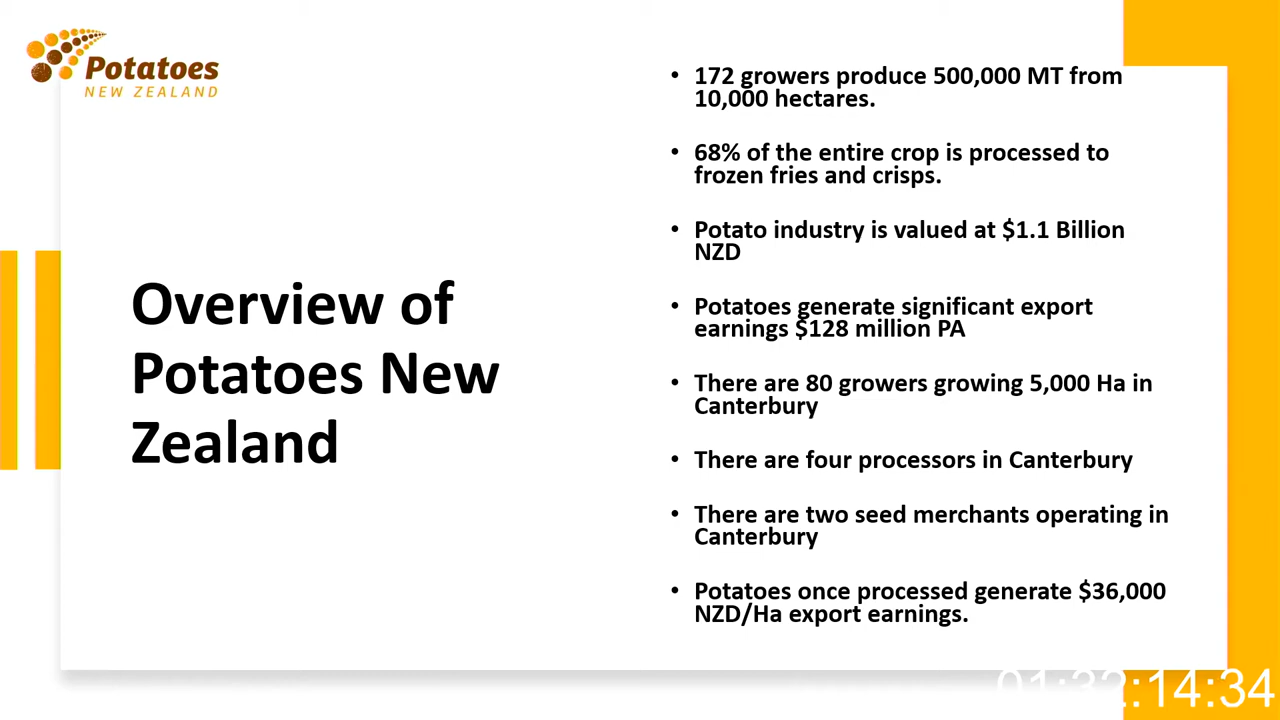 Potatoes
NEW ZEALAND
Overview of
Potatoes New
Zealand
• 172 growers produce 500,000 MT from
10,000 hectares.
• 68% of the entire crop is processed to
frozen fries and crisps.
• Potato industry is valued at $1.1 Billion
NZD
• Potatoes generate significant export
earnings $128 million PA
• There are 80 growers growing 5,000 Ha in
Canterbury
• There are four processors in Canterbury
• There are two seed merchants operating in
Canterbury
• Potatoes once processed generate $36,000
NZD/Ha export earnings.
01:32:14:34